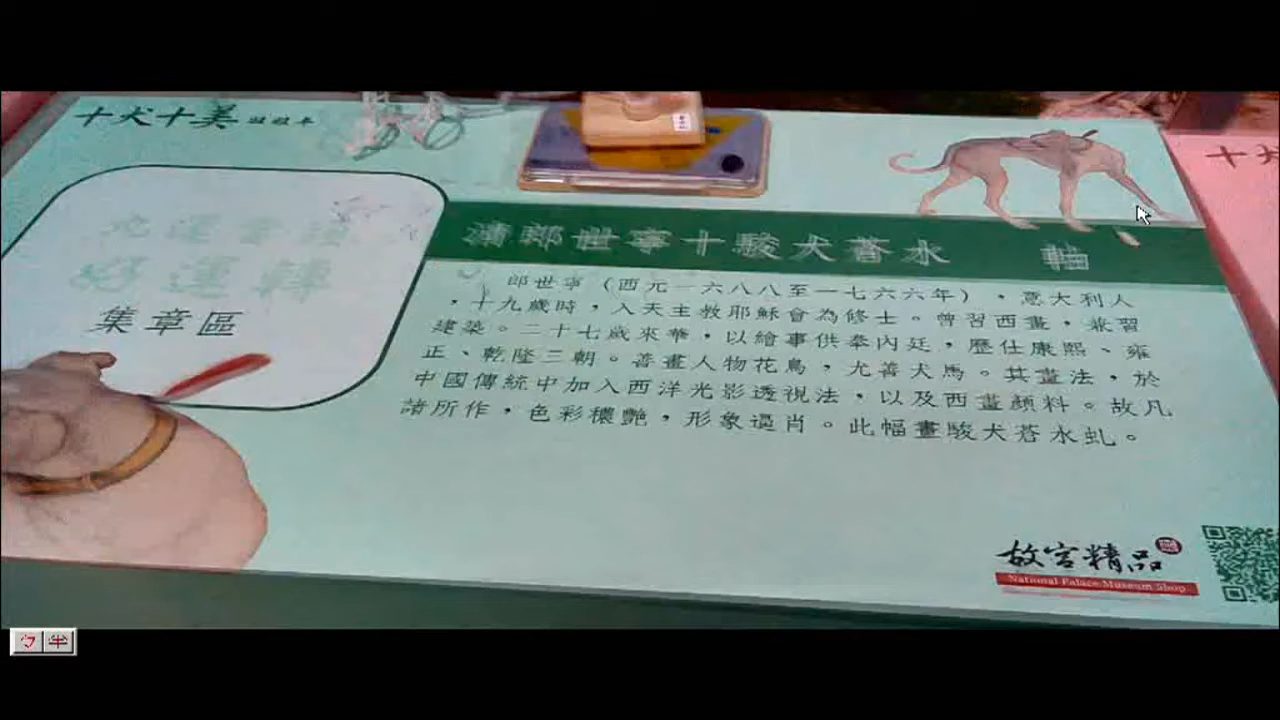 十犬十美
集章區
清郎世寧十駿犬蒼水 軸
郎世寧（西元一六八八至一七六六年），意大利人
，十九歲時，入天主教耶穌會為修士。曾習西畫，兼習
建築。二十七歲來華，以繪事供奉內廷，歷仕康熙、雍
正、乾隆三朝。善畫人物花鳥，尤善犬馬。其畫法，於
中國傳統中加入西洋光影透視法，以及西畫顏料。故凡
諸所作，色彩穠艷，形象逼肖。此幅畫駿犬蒼水虬。
故宮精品
National Palace Museum Shop
十犬
ㄅ半